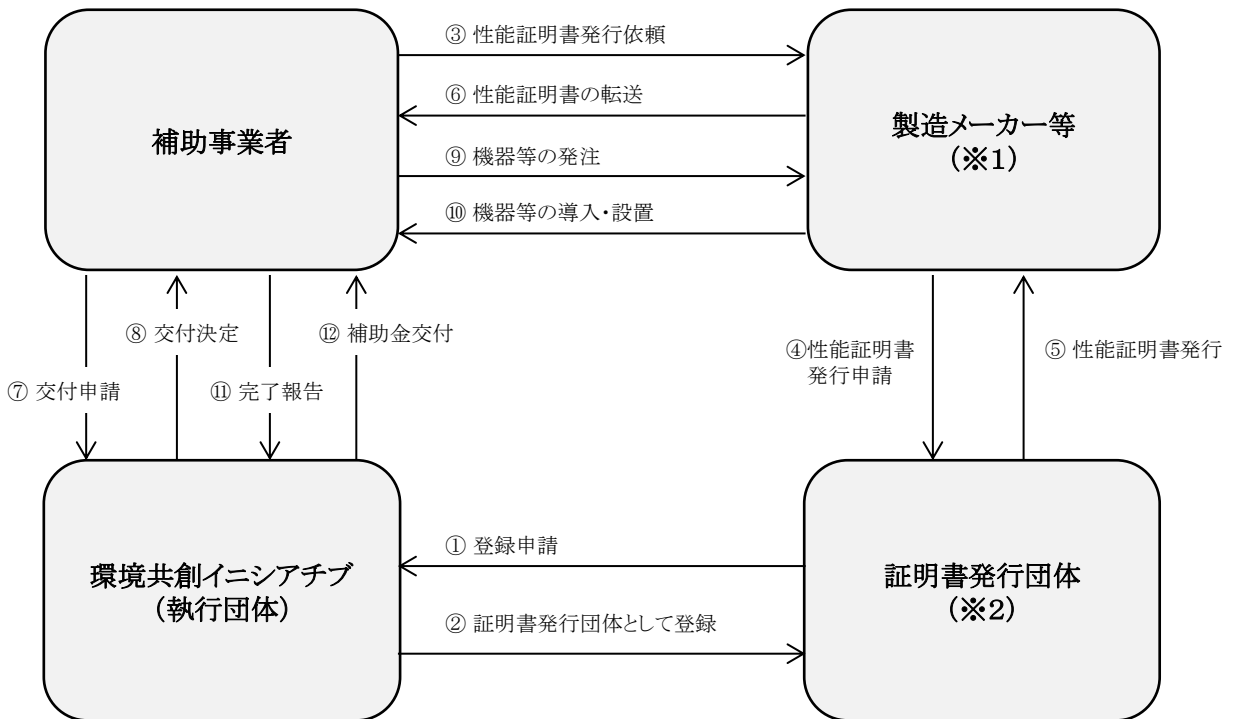 ③ 性能証明書発行依頼
⑥ 性能証明書の転送
補助事業者
製造メーカー等
(※1)
⑨ 機器等の発注
⑩ 機器等の導入・設置
⑧ 交付決定
⑫ 補助金交付
④性能証明書
発行申請
⑤ 性能証明書発行
⑦ 交付申請
⑪ 完了報告
① 登録申請
環境共創イニシアチブ
(執行団体)
証明書発行団体
(※2)
② 証明書発行団体として登録